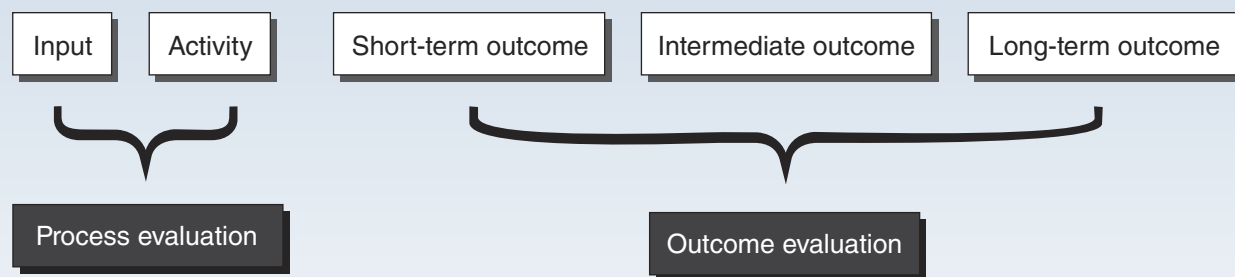 Input
Activity
Short-term outcome
Intermediate outcome
Long-term outcome
Process evaluation
Outcome evaluation